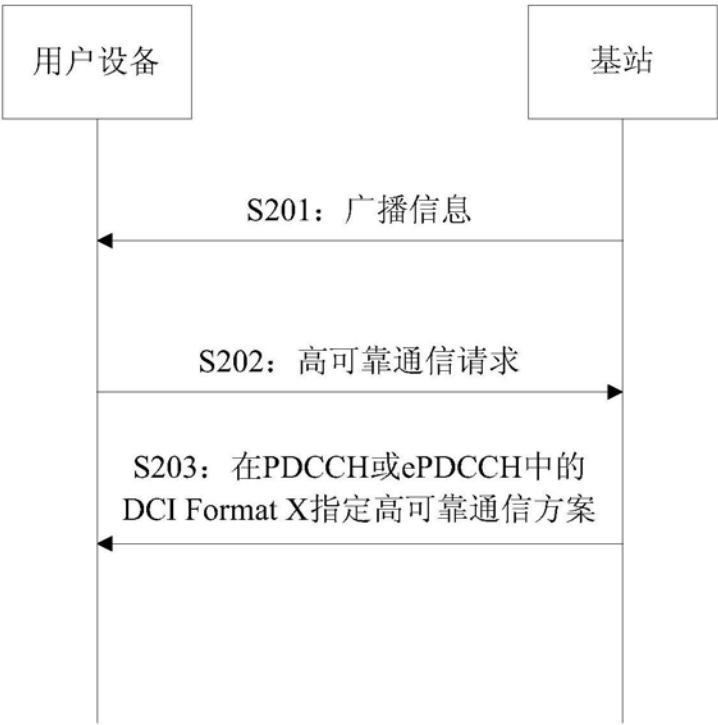 用户设备
基站
S201：广播信息
S202：高可靠通信请求
S203：在PDCCH或ePDCCH中的
DCI Format X指定高可靠通信方案